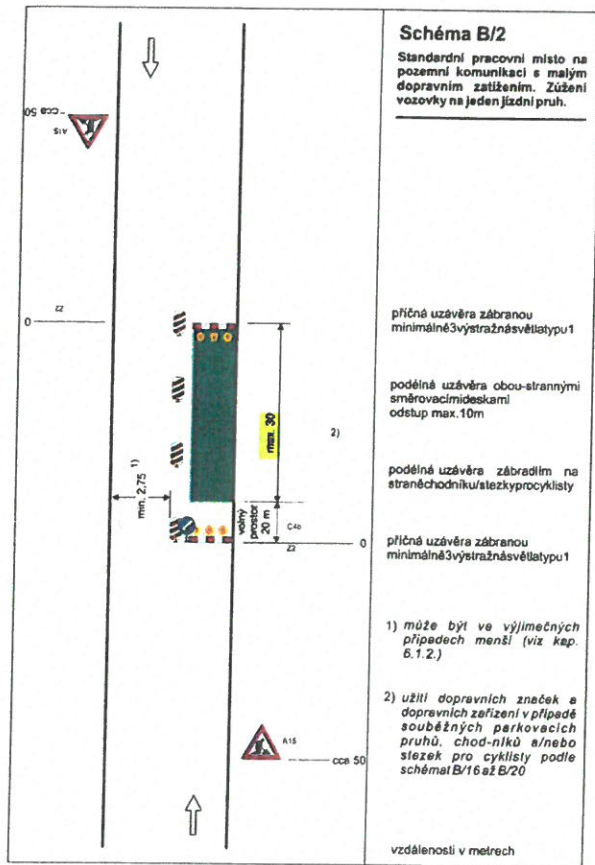 Schéma B/2
Standardní pracovní místo na
pozemní komunikaci s malým
dopravním zatížením. Zúžení
vozovky na jeden jízdní pruh.
cca 50
A15
0
Z2
příčná uzávěra zábranou
minimálně3výstražnásvětlatypu1
podélná uzávěra obou-strannými
směrovacímideskami
odstup max.10m
max. 30
2)
min. 2,75 1)
podélná uzávěra zábradlím na
straněchodníku/stezkyprocyklisty
volný
prostor
20 m
C4b
Z2
0
příčná uzávěra zábranou
minimálně3výstražnásvětlatypu1
1) může být ve výjimečných
případech menší (viz kap.
6.1.2.)
2) užití dopravních značek a
dopravních zařízení v případě
souběžných parkovacích
pruhů, chod-níků a/nebo
stezek pro cyklisty podle
schémat B/16 až B/20
A15
cca 50
vzdálenosti v metrech